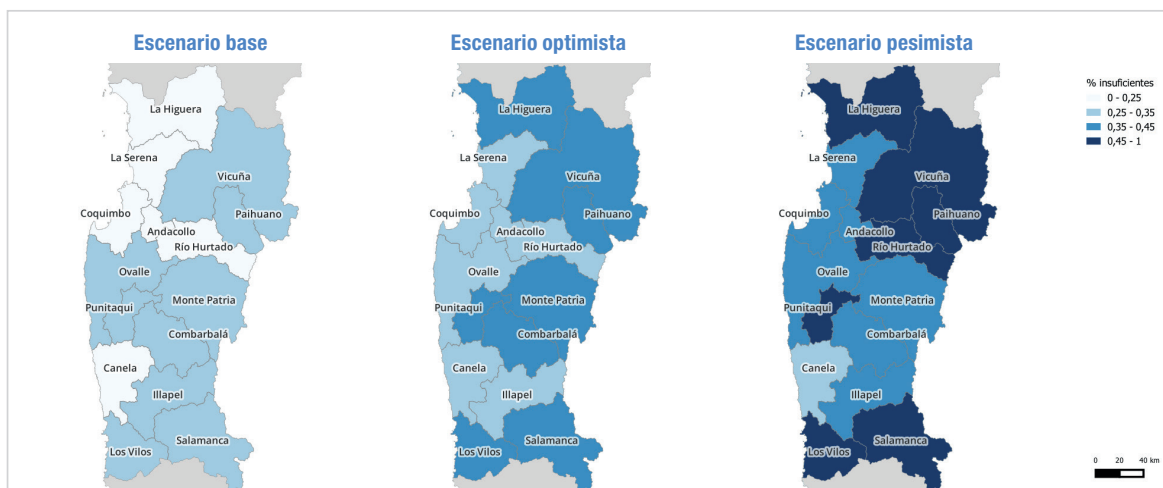 Escenario base
Escenario optimista
Escenario pesimista
La Higuera
La Serena
Vicuña
Coquimbo
Paihuano
Andacollo
Río Hurtado
Ovalle
Monte Patria
Punitaqui
Combarbalá
Canela
Illapel
Salamanca
Los Vilos
La Higuera
La Serena
Vicuña
Coquimbo
Paihuano
Andacollo
Río Hurtado
Ovalle
Monte Patria
Punitaqui
Combarbalá
Canela
Illapel
Salamanca
Los Vilos
La Higuera
La Serena
Vicuña
Coquimbo
Paihuano
Andacollo
Río Hurtado
Ovalle
Monte Patria
Punitaqui
Combarbalá
Canela
Illapel
Salamanca
Los Vilos
% insuficientes
0 - 0,25
0,25 - 0,35
0,35 - 0,45
0,45 - 1
0 20 40 km